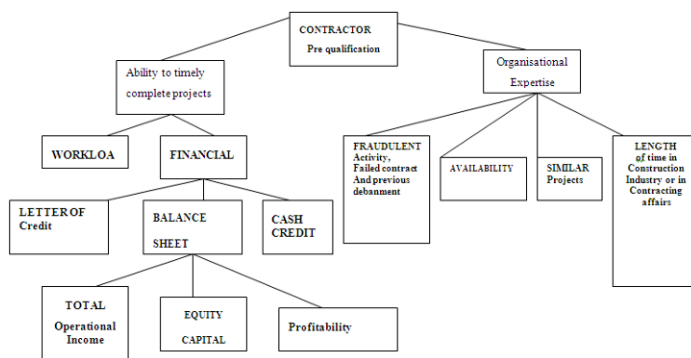 CONTRACTOR
Pre qualification
Ability to timely
complete projects
Organisational
Expertise
WORKLOA
FINANCIAL
FRAUDULENT
Activity,
Failed contract
And previous
debanment
AVAILABILITY
SIMILAR
Projects
LENGTH
of time in
Construction
Industry or in
Contracting
affairs
LETTER OF
Credit
BALANCE
SHEET
CASH
CREDIT
TOTAL
Operational
Income
EQUITY
CAPITAL
Profitability